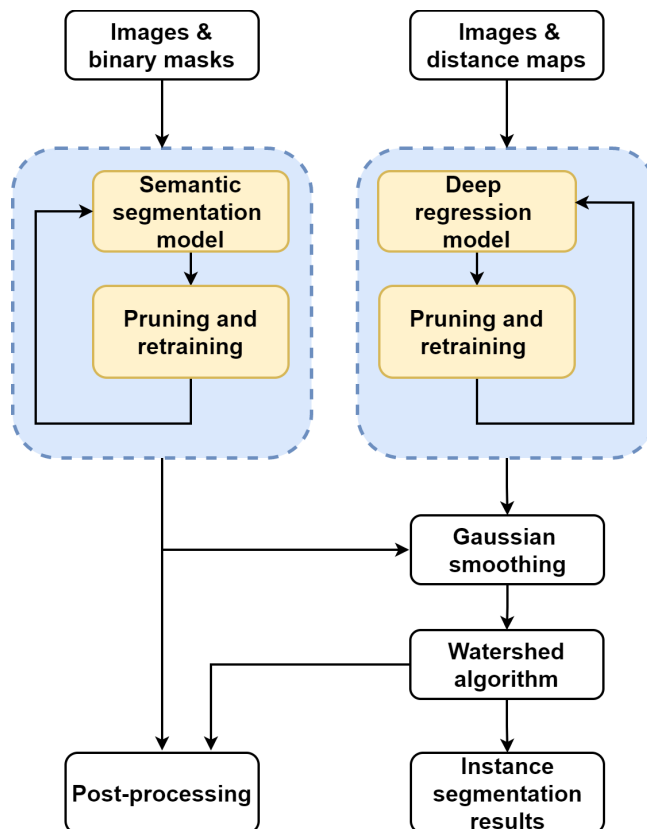 Images &
binary masks
Images &
distance maps
Semantic
segmentation
model
Deep
regression
model
Pruning and
retraining
Pruning and
retraining
Gaussian
smoothing
Watershed
algorithm
Post-processing
Instance
segmentation
results